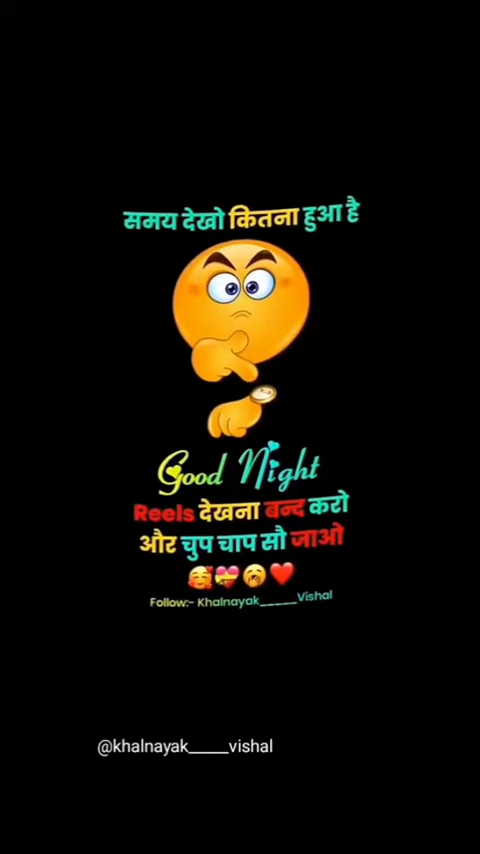 समय देखो कितना हुआ है
Good Night
Reels देखना बन्द करो
और चुप चाप सौ जाओ
🥰💝🥱❤️
Follow:- Khalnayak_____Vishal
@khalnayak_____vishal